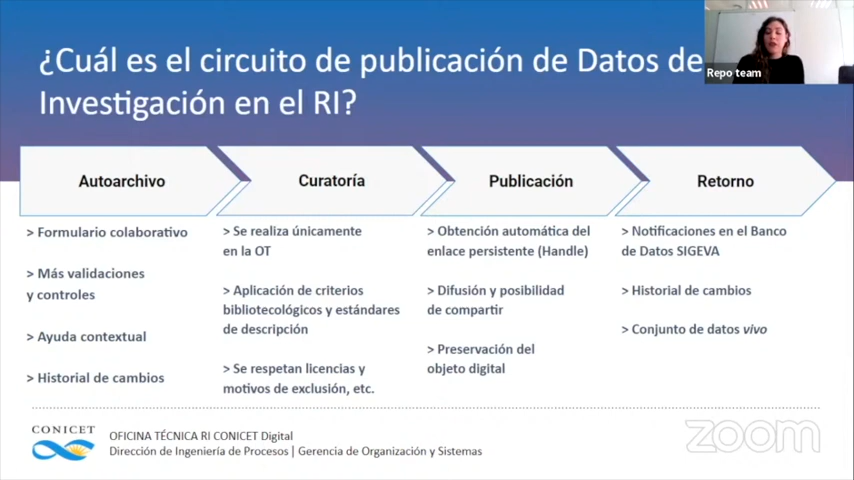 ¿Cuál es el circuito de publicación de Datos de
Investigación en el RI?
Repo team
Autoarchivo
> Formulario colaborativo
> Más validaciones
y controles
> Ayuda contextual
> Historial de cambios
Curatoría
> Se realiza únicamente
en la OT
> Aplicación de criterios
bibliotecológicos y estándares
de descripción
> Se respetan licencias y
motivos de exclusión, etc.
Publicación
> Obtención automática del
enlace persistente (Handle)
> Difusión y posibilidad
de compartir
> Preservación del
objeto digital
Retorno
> Notificaciones en el Banco
de Datos SIGEVA
> Historial de cambios
> Conjunto de datos vivo
CONICET
OFICINA TÉCNICA RI CONICET Digital
Dirección de Ingeniería de Procesos | Gerencia de Organización y Sistemas
zoom